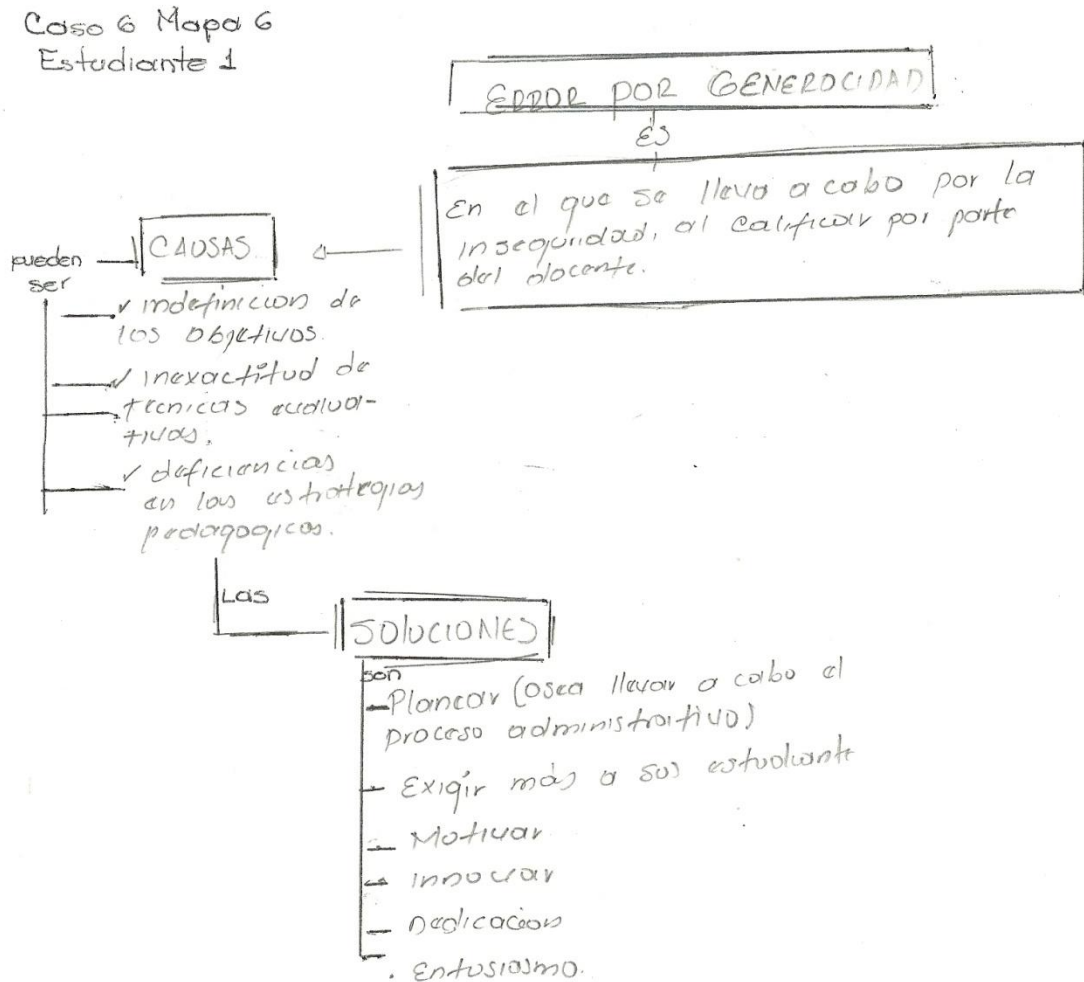 Caso 6 Mapa 6
Estudiante 1
ERROR POR GENEROCIDAD
ES
En el que se lleva a cabo por la
inseguridad, al calificar por parte
del docente.
CAUSAS
pueden
ser
✓ indefinicion de
los objetivos.
✓ inexactitud de
tecnicas evalua-
tivas.
✓ deficiencias
en las estrategias
pedagogicas.
Las
SOLUCIONES
son
- Planear (osea llevar a cabo el
proceso administrativo)
- Exigir más a sus estudiante
- Motivar
- Innovar
- Dedicacion
. Entusiasmo.